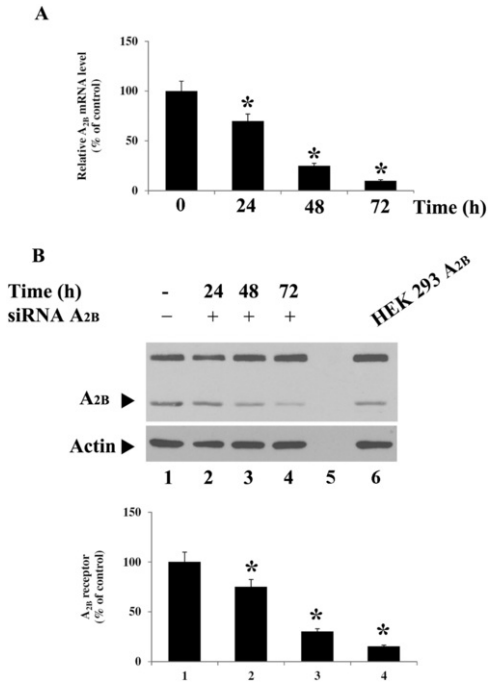 A
Relative A2B mRNA level
(% of control)
150
100
50
0
* * *
0 24 48 72 Time (h)
B
Time (h) - 24 48 72 HEK 293 A2B
siRNA A2B − + + +
A2B
Actin
1 2 3 4 5 6
A2B receptor
(% of control)
150
100
50
0
* * *
1 2 3 4